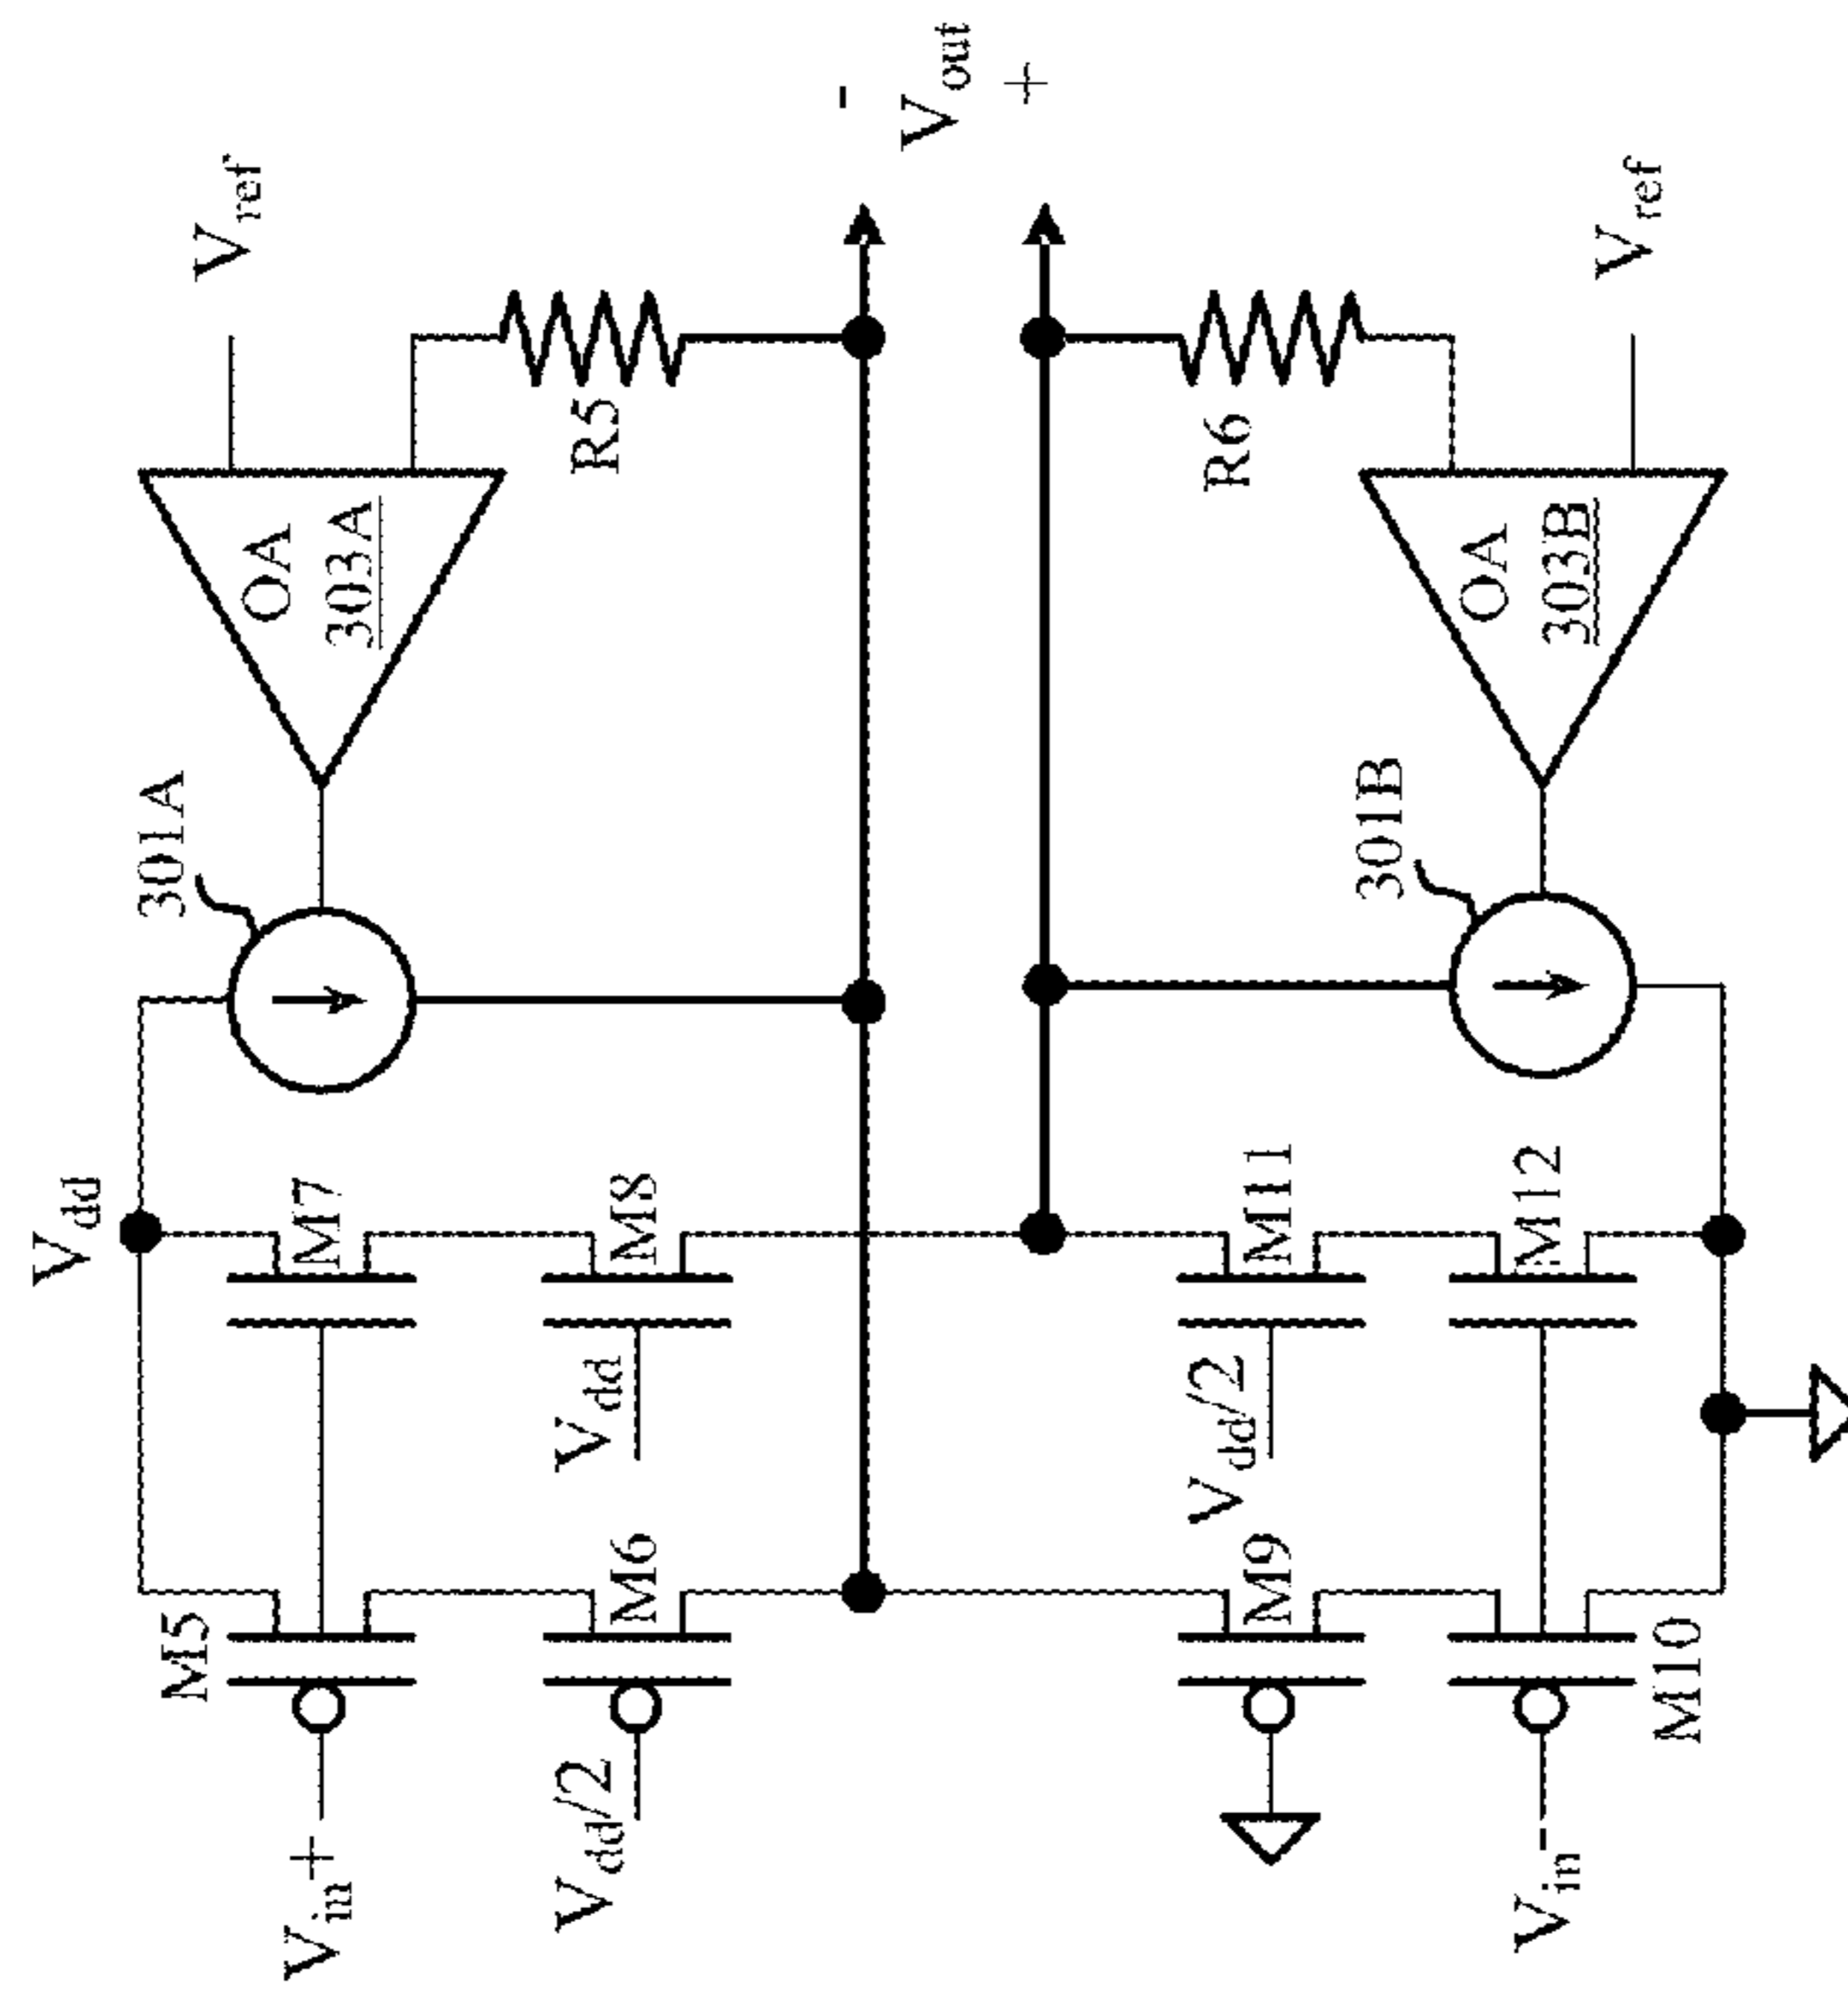 Vdd
Vref
301A
OA
303A
M5
M7
Vin+
R5
M6
M8
Vdd/2
Vdd
-
Vout
+
R6
M9
M11
Vdd/2
301B
OA
303B
M12
Vin-
M10
Vref